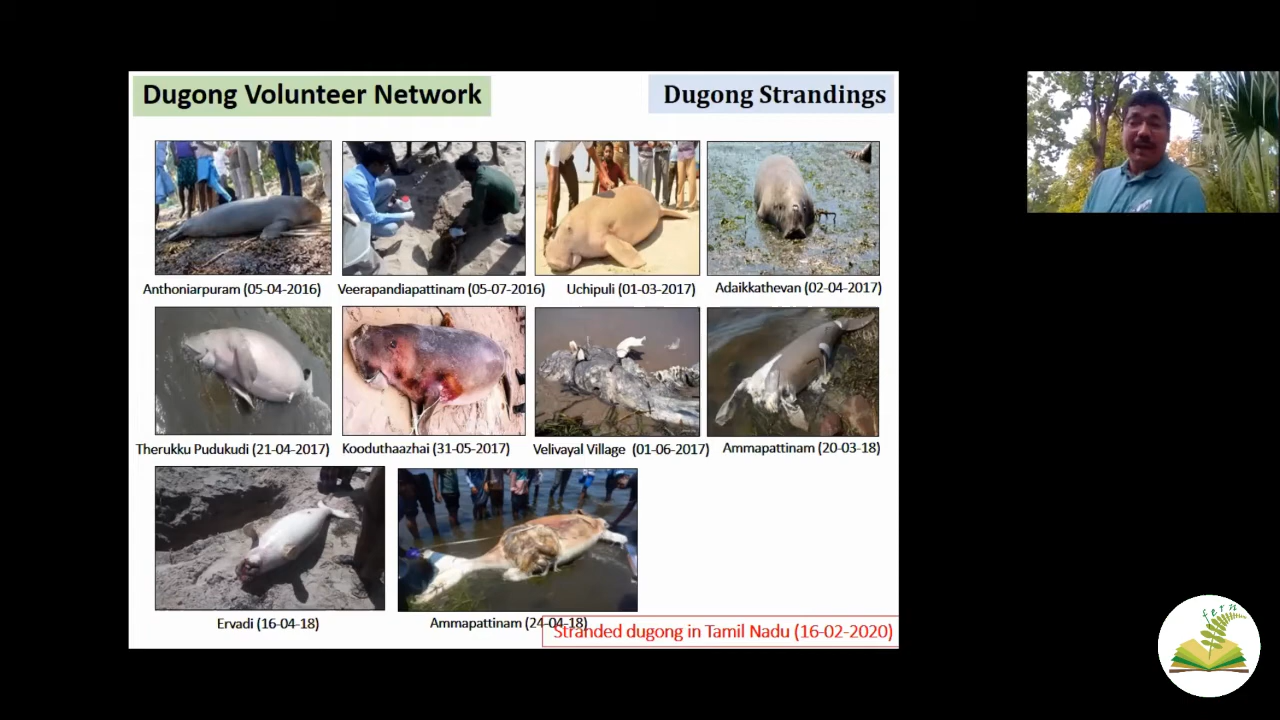 Dugong Volunteer Network
Dugong Strandings
Anthoniarpuram (05-04-2016)
Veerapandiapattinam (05-07-2016)
Uchipuli (01-03-2017)
Adaikkathevan (02-04-2017)
Therukku Pudukudi (21-04-2017)
Kooduthaazhai (31-05-2017)
Velivayal Village (01-06-2017)
Ammapattinam (20-03-18)
Ervadi (16-04-18)
Ammapattinam (24-04-18)
Stranded dugong in Tamil Nadu (16-02-2020)
fern